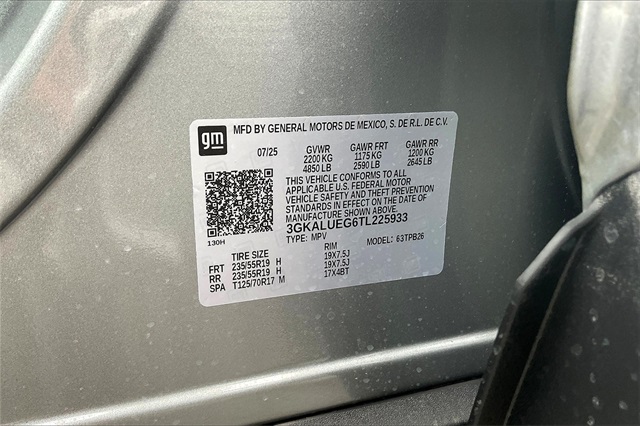 gm
MFD BY GENERAL MOTORS DE MEXICO, S. DE R.L. DE C.V.
07/25 GVWR GAWR FRT GAWR RR
2200 KG 1175 KG 1200 KG
4850 LB 2590 LB 2645 LB
THIS VEHICLE CONFORMS TO ALL
APPLICABLE U.S. FEDERAL MOTOR
VEHICLE SAFETY AND THEFT PREVENTION
STANDARDS IN EFFECT ON THE DATE OF
MANUFACTURE SHOWN ABOVE.
3GKALUEG6TL225933
130H TYPE: MPV MODEL: 63TPB26
TIRE SIZE RIM
FRT 235/55R19 H 19X7.5J
RR 235/55R19 H 19X7.5J
SPA T125/70R17 M 17X4BT